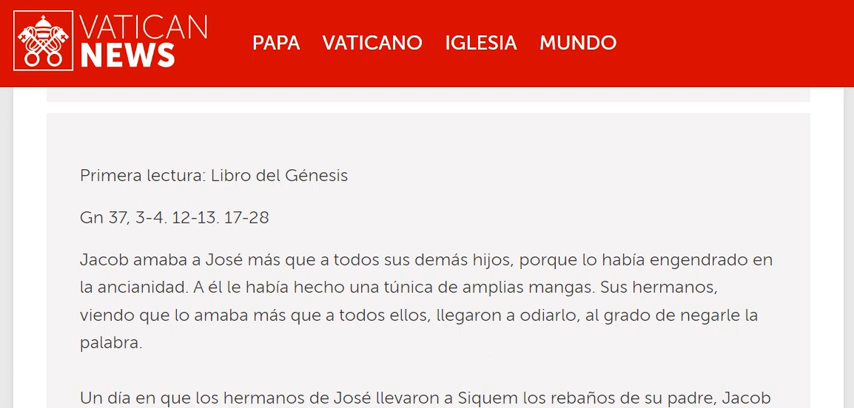 VATICAN
NEWS
PAPA VATICANO IGLESIA MUNDO
Primera lectura: Libro del Génesis
Gn 37, 3-4. 12-13. 17-28
Jacob amaba a José más que a todos sus demás hijos, porque lo había engendrado en
la ancianidad. A él le había hecho una túnica de amplias mangas. Sus hermanos,
viendo que lo amaba más que a todos ellos, llegaron a odiarlo, al grado de negarle la
palabra.
Un día en que los hermanos de José llevaron a Siquem los rebaños de su padre, Jacob